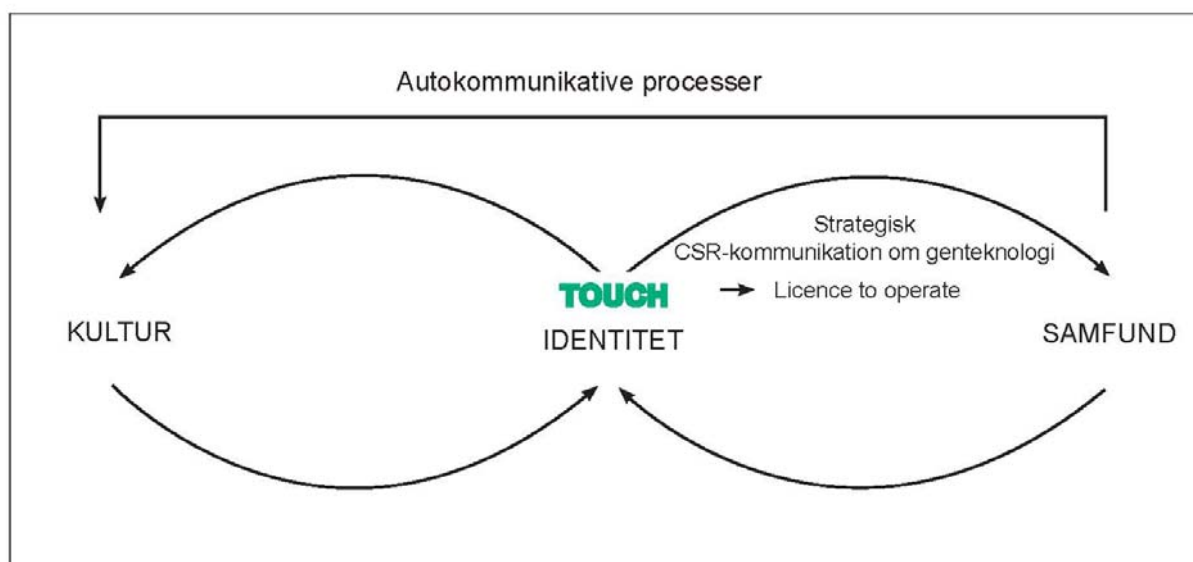 Autokommunikative processer
Strategisk
CSR-kommunikation om genteknologi
TOUCH
Licence to operate
KULTUR
IDENTITET
SAMFUND